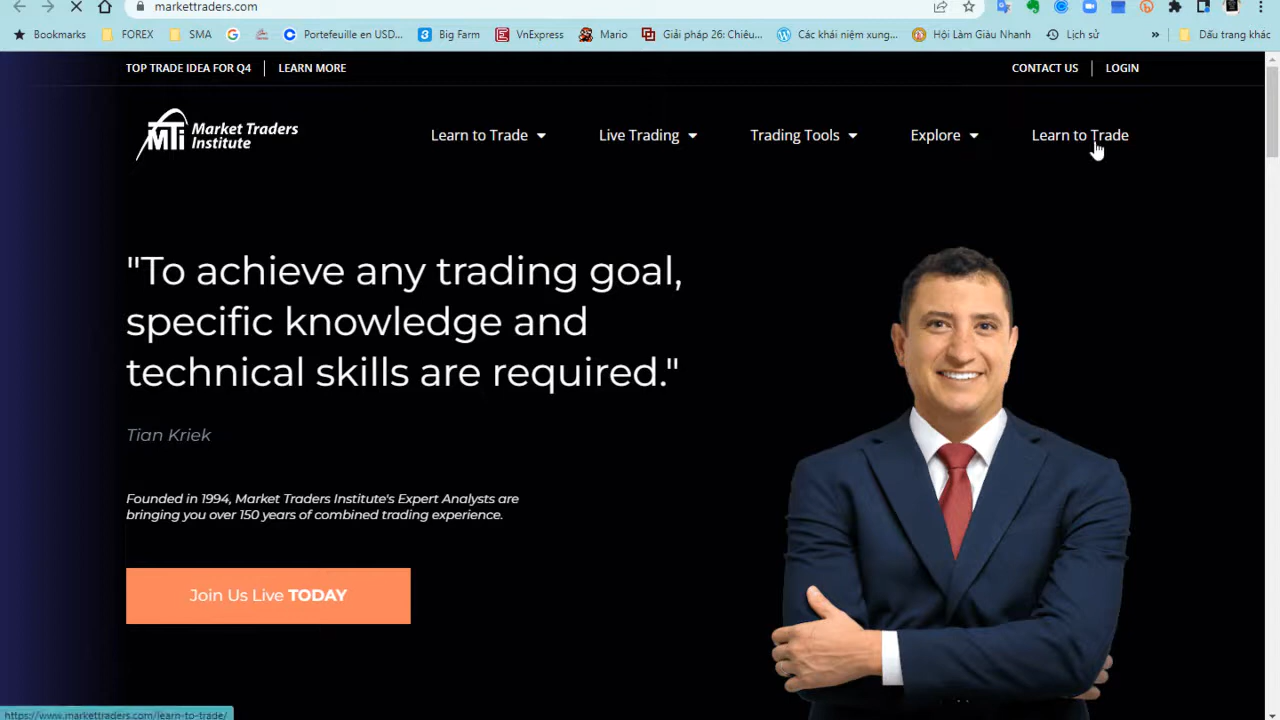 markettraders.com
Bookmarks FOREX SMA Portefeuille en USD... Big Farm VnExpress Mario Giải pháp 26: Chiêu... Các khái niệm xung... Hội Làm Giàu Nhanh Lịch sử » Dấu trang khác
TOP TRADE IDEA FOR Q4 LEARN MORE CONTACT US LOGIN
MTi Market Traders
Institute
Learn to Trade Live Trading Trading Tools Explore Learn to Trade
"To achieve any trading goal,
specific knowledge and
technical skills are required."
Tian Kriek
Founded in 1994, Market Traders Institute's Expert Analysts are
bringing you over 150 years of combined trading experience.
Join Us Live TODAY
https://www.markettraders.com/learn-to-trade/